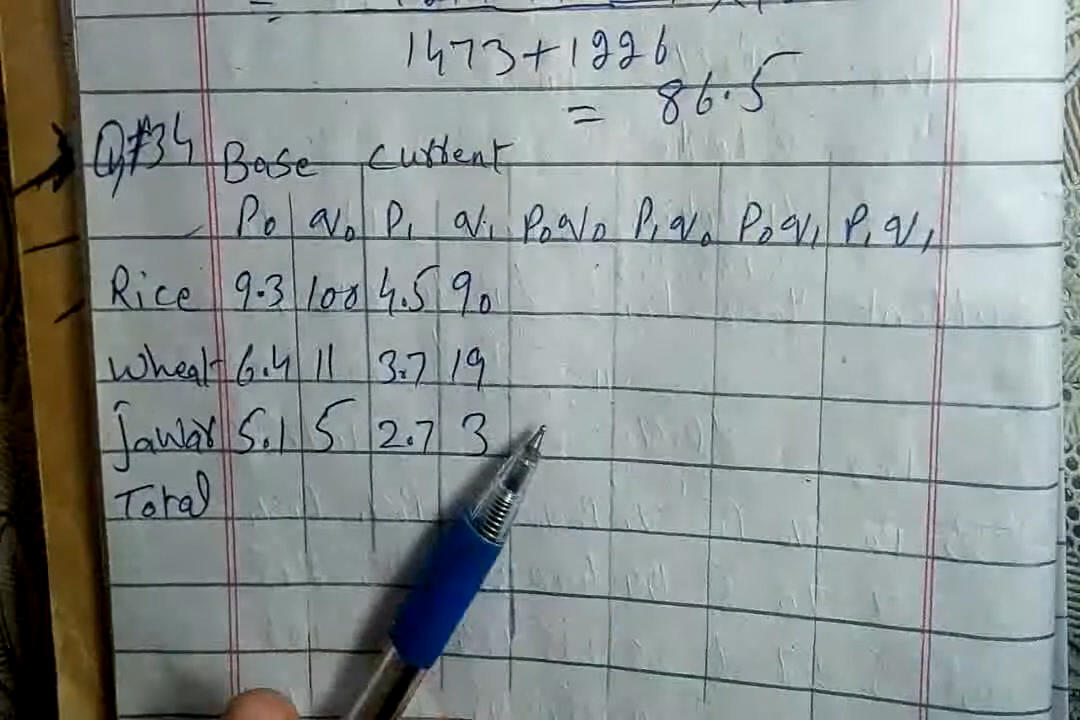 =
1473+1226
= 86.5
Q#34 Base Current
P₀ q₀ P₁ q₁ P₀q₀ P₁q₀ P₀q₁ P₁q₁
Rice 9.3 100 4.5 90
Wheat 6.4 11 3.7 19
Jawar 5.1 5 2.7 3
Total